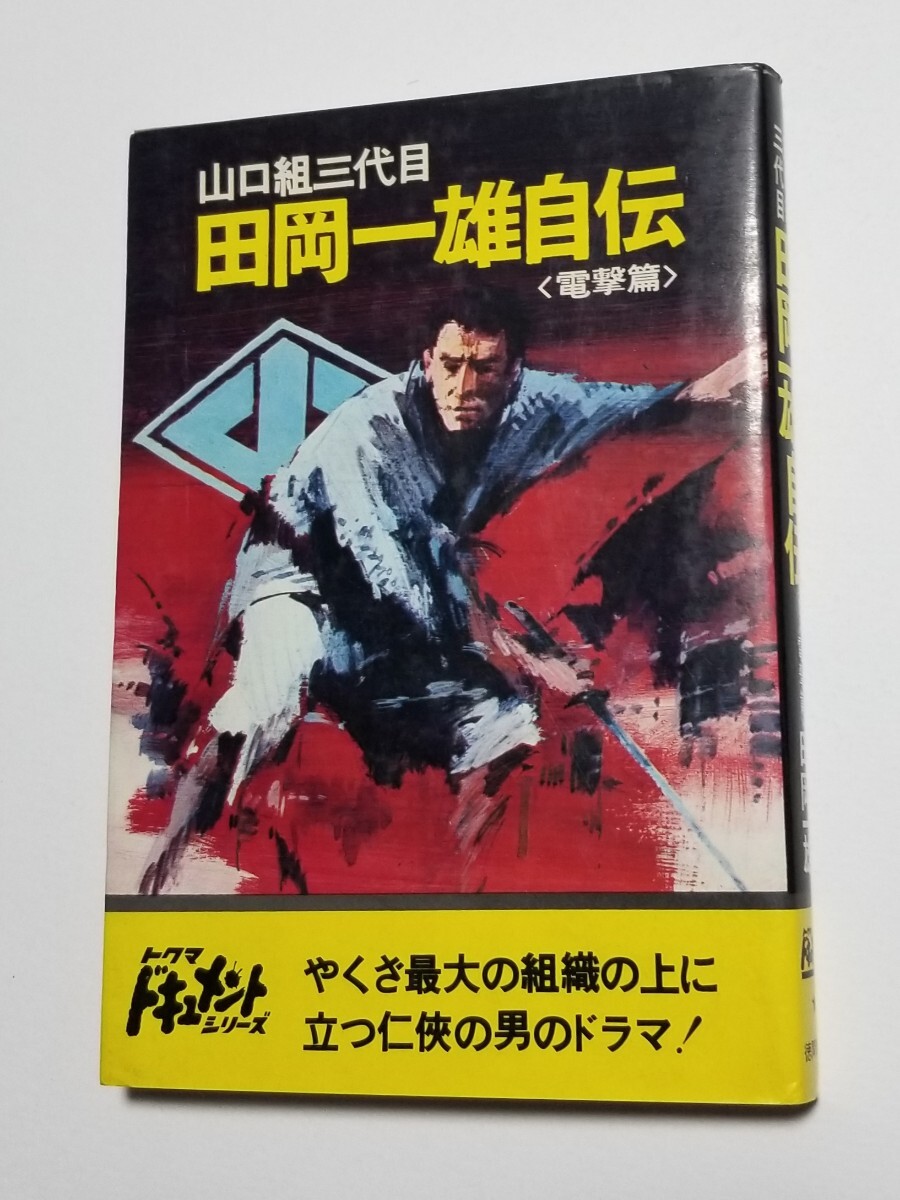 山口組三代目
田岡一雄自伝
〈電撃篇〉
トクマ
ドキュメント
シリーズ
やくざ最大の組織の上に
立つ仁侠の男のドラマ!
三代目
田岡一雄自伝